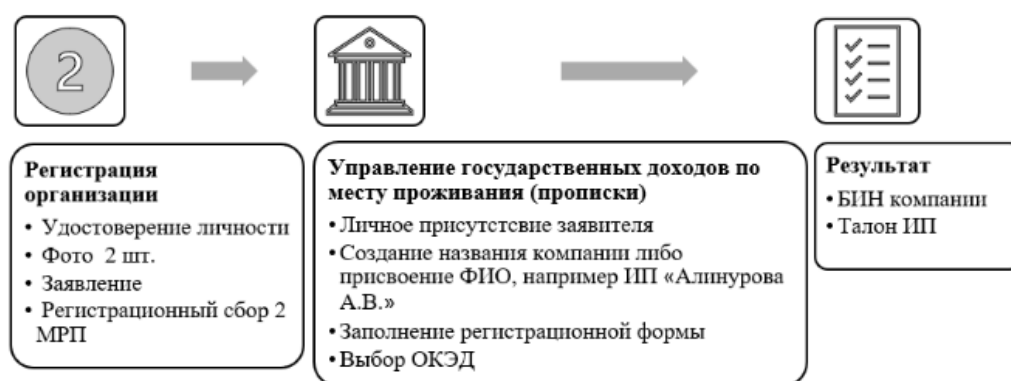 2
Регистрация
организации
• Удостоверение личности
• Фото 2 шт.
• Заявление
• Регистрационный сбор 2
МРП
Управление государственных доходов по
месту проживания (прописки)
• Личное присутстсвие заявителя
• Создание названия компании либо
присвоение ФИО, например ИП «Алинурова
А.В.»
• Заполнение регистрационной формы
• Выбор ОКЭД
Результат
• БИН компании
• Талон ИП